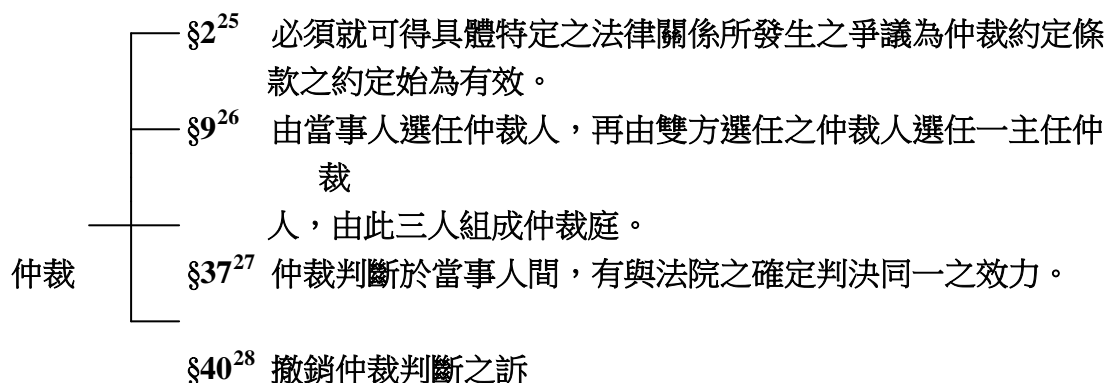 §2²⁵ 必須就可得具體特定之法律關係所發生之爭議為仲裁約定條
款之約定始為有效。
§9²⁶ 由當事人選任仲裁人，再由雙方選任之仲裁人選任一主任仲
裁
人，由此三人組成仲裁庭。
仲裁
§37²⁷ 仲裁判斷於當事人間，有與法院之確定判決同一之效力。
§40²⁸ 撤銷仲裁判斷之訴